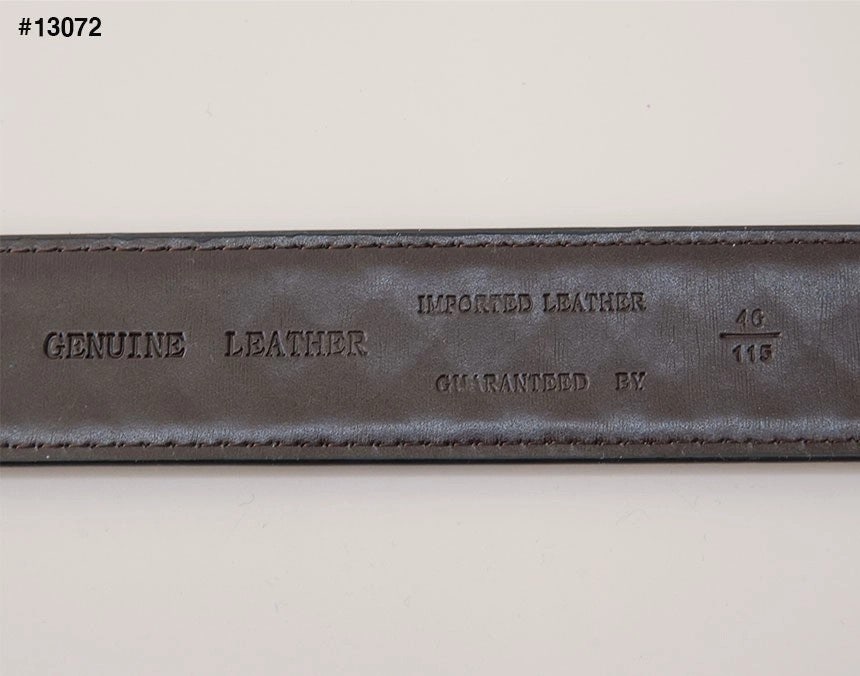 #13072
GENUINE LEATHER
IMPORTED LEATHER
GUARANTEED BY
46
115